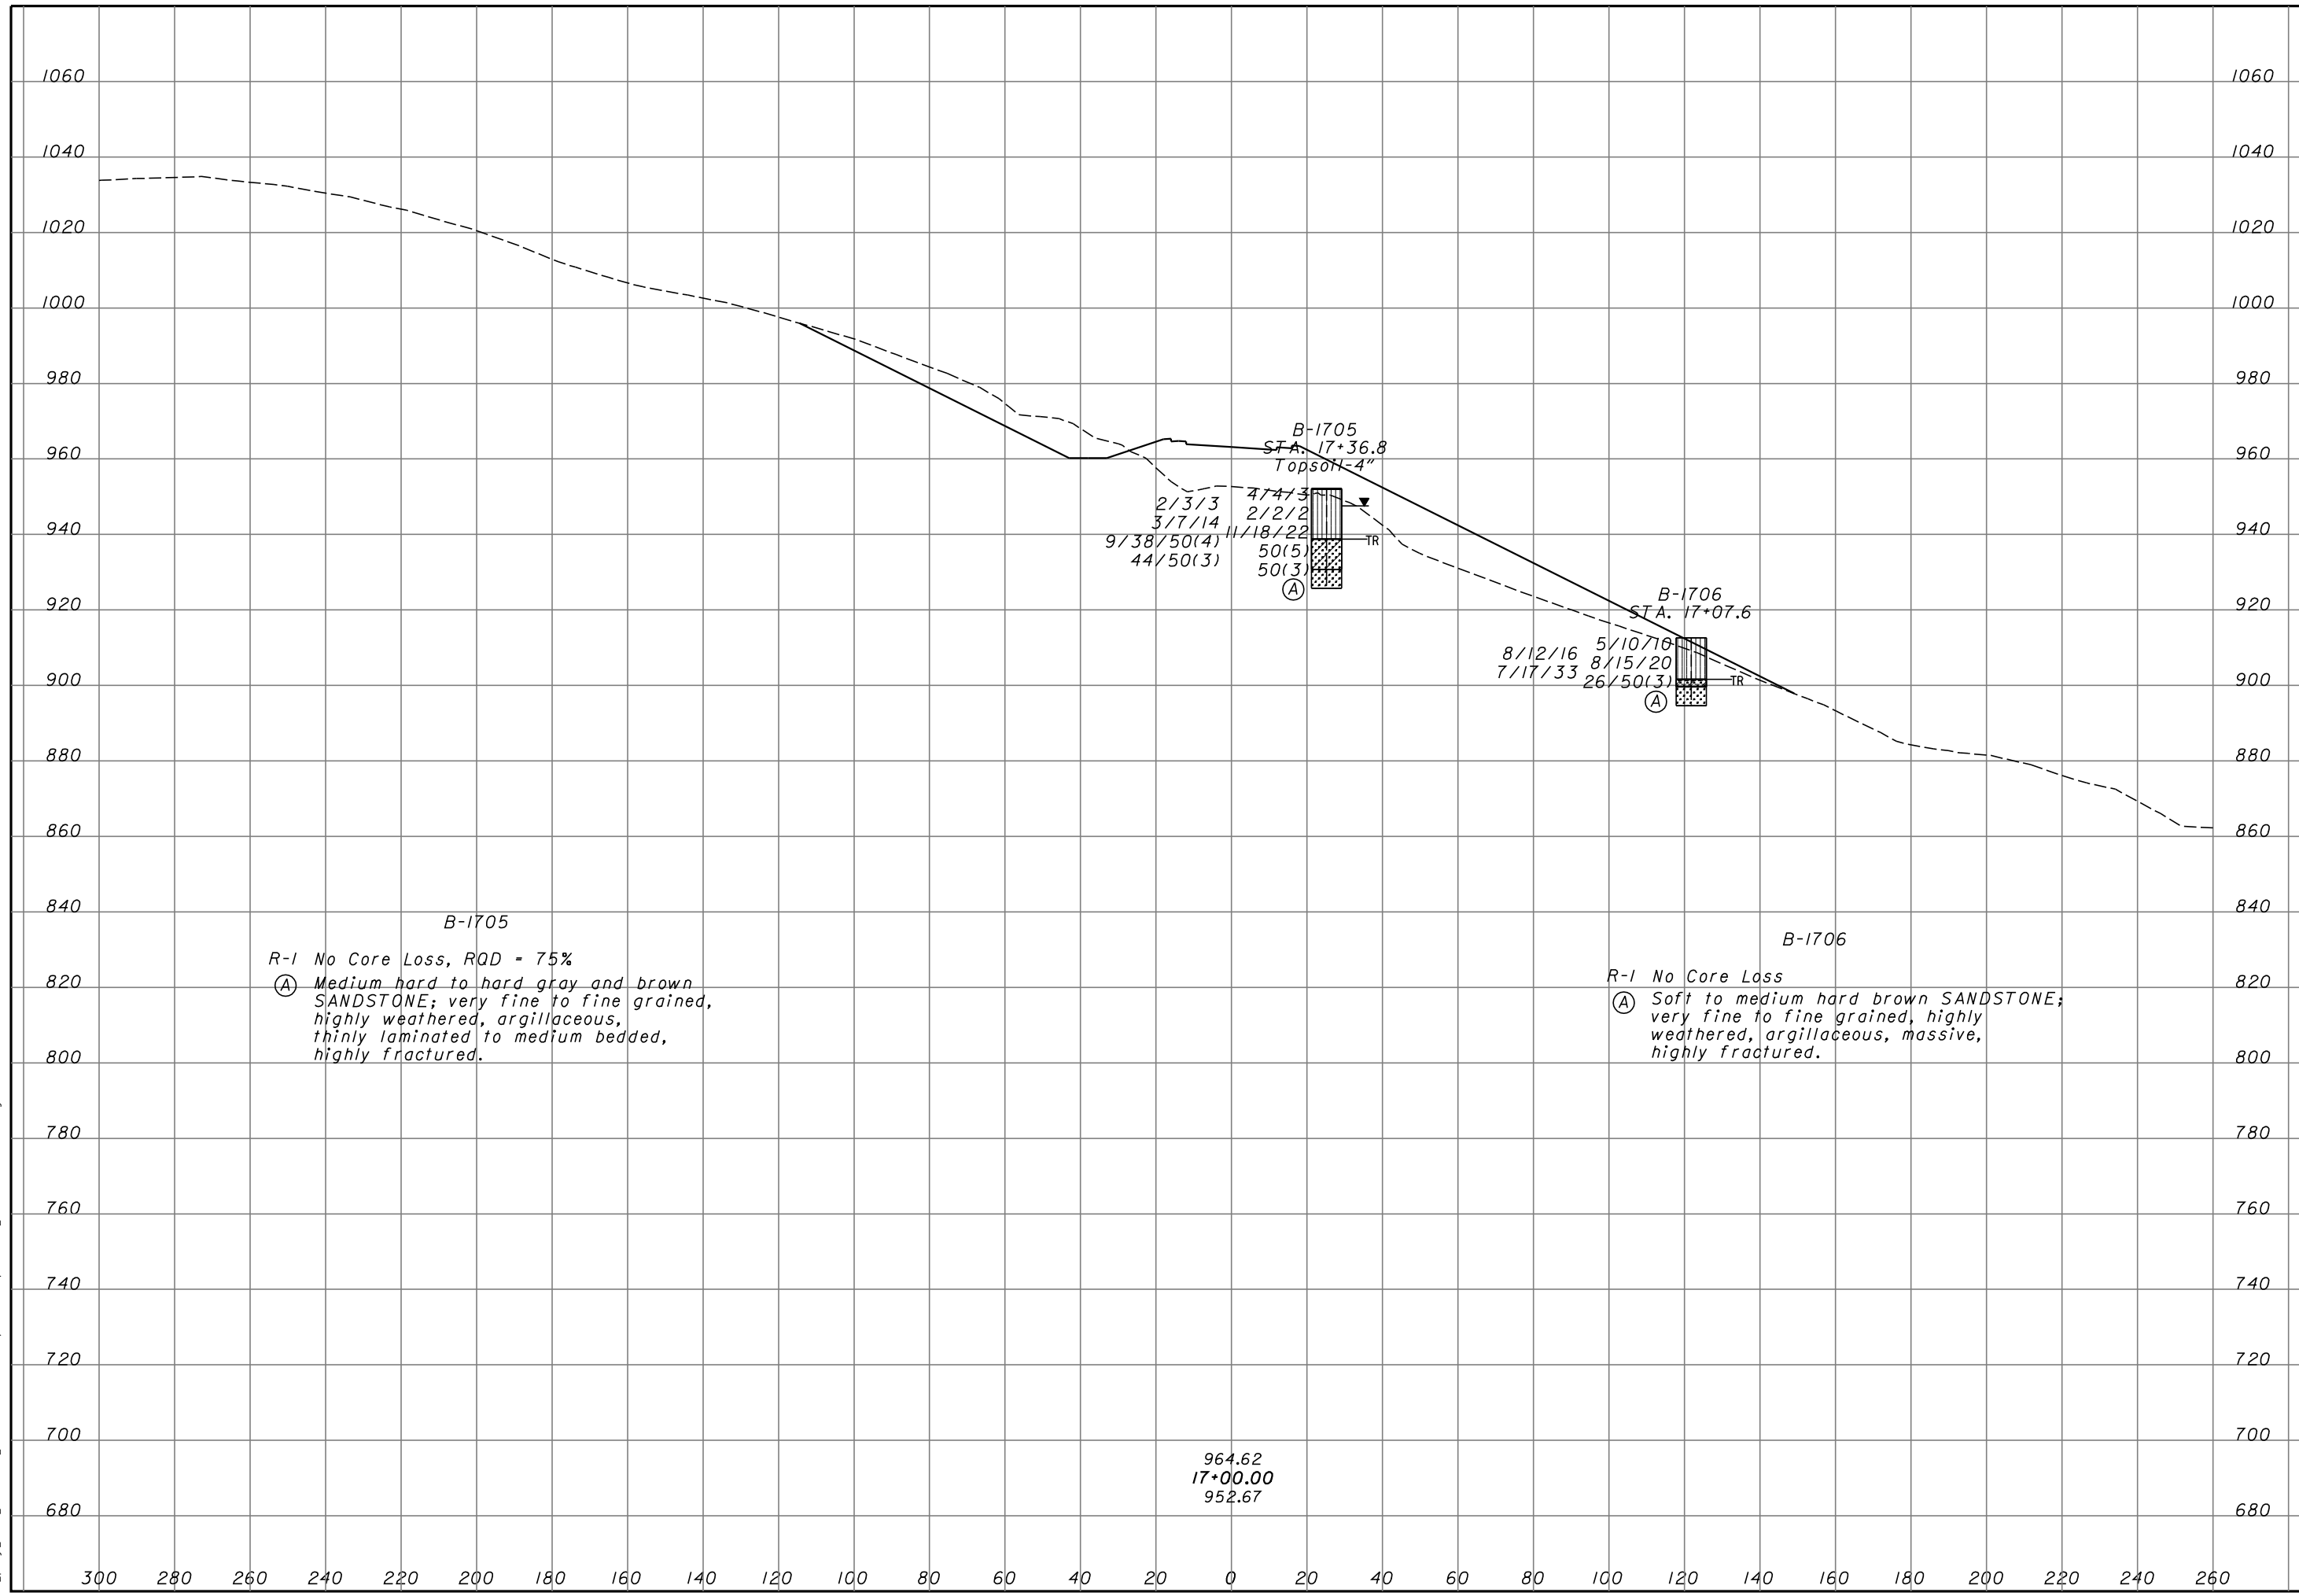 1060 1060
1040 1040
1020 1020
1000 1000
980 980
B-1705
STA. 17+36.8
960 960
Topsoil-4"
4/4/3
2/3/3
2/2/2
3/7/14
940 940
11/18/22
9/38/50(4)
TR
50(5)
44/50(3)
50(3)
A
920 920
B-1706
STA. 17+07.6
5/10/10
8/12/16
8/15/20
7/17/33
900 900
26/50(3)
TR
A
880 880
860 860
840 840
B-1705
R-1 No Core Loss, RQD = 75%
A Medium hard to hard gray and brown
SANDSTONE; very fine to fine grained,
highly weathered, argillaceous,
thinly laminated to medium bedded,
highly fractured.
B-1706
R-1 No Core Loss
A Soft to medium hard brown SANDSTONE;
very fine to fine grained, highly
weathered, argillaceous, massive,
highly fractured.
820 820
800 800
780 780
760 760
740 740
720 720
700 700
964.62
17+00.00
952.67
680 680
300 280 260 240 220 200 180 160 140 120 100 80 60 40 20 0 20 40 60 80 100 120 140 160 180 200 220 240 260